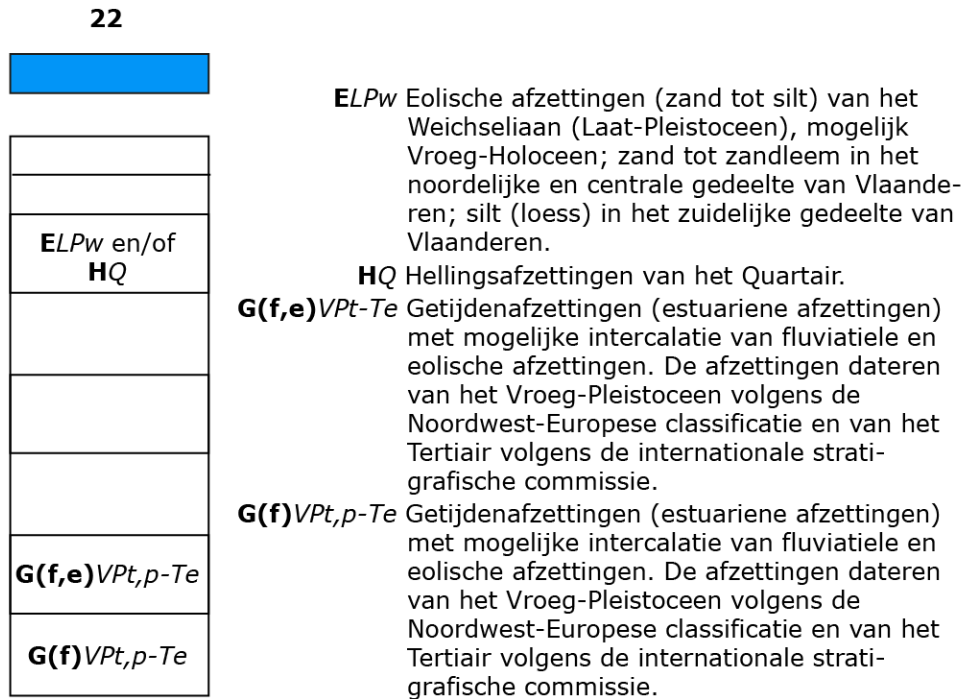 22
ELPw en/of
HQ
G(f,e)VPt,p-Te
G(f)VPt,p-Te
ELPw Eolische afzettingen (zand tot silt) van het
Weichseliaan (Laat-Pleistoceen), mogelijk
Vroeg-Holoceen; zand tot zandleem in het
noordelijke en centrale gedeelte van Vlaande-
ren; silt (loess) in het zuidelijke gedeelte van
Vlaanderen.
HQ Hellingsafzettingen van het Quartair.
G(f,e)VPt-Te Getijdenafzettingen (estuariene afzettingen)
met mogelijke intercalatie van fluviatiele en
eolische afzettingen. De afzettingen dateren
van het Vroeg-Pleistoceen volgens de
Noordwest-Europese classificatie en van het
Tertiair volgens de internationale strati-
grafische commissie.
G(f)VPt,p-Te Getijdenafzettingen (estuariene afzettingen)
met mogelijke intercalatie van fluviatiele en
eolische afzettingen. De afzettingen dateren
van het Vroeg-Pleistoceen volgens de
Noordwest-Europese classificatie en van het
Tertiair volgens de internationale strati-
grafische commissie.